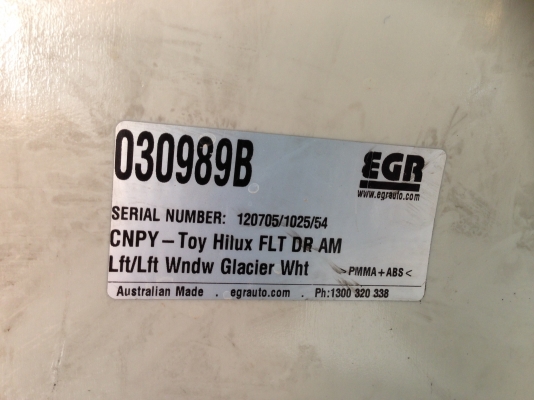 030989B
EGR
www.egrauto.com
SERIAL NUMBER: 120705/1025/54
CNPY-Toy Hilux FLT DR AM
Lft/Lft Wndw Glacier Wht >PMMA+ABS<
Australian Made . egrauto.com . Ph:1300 320 338